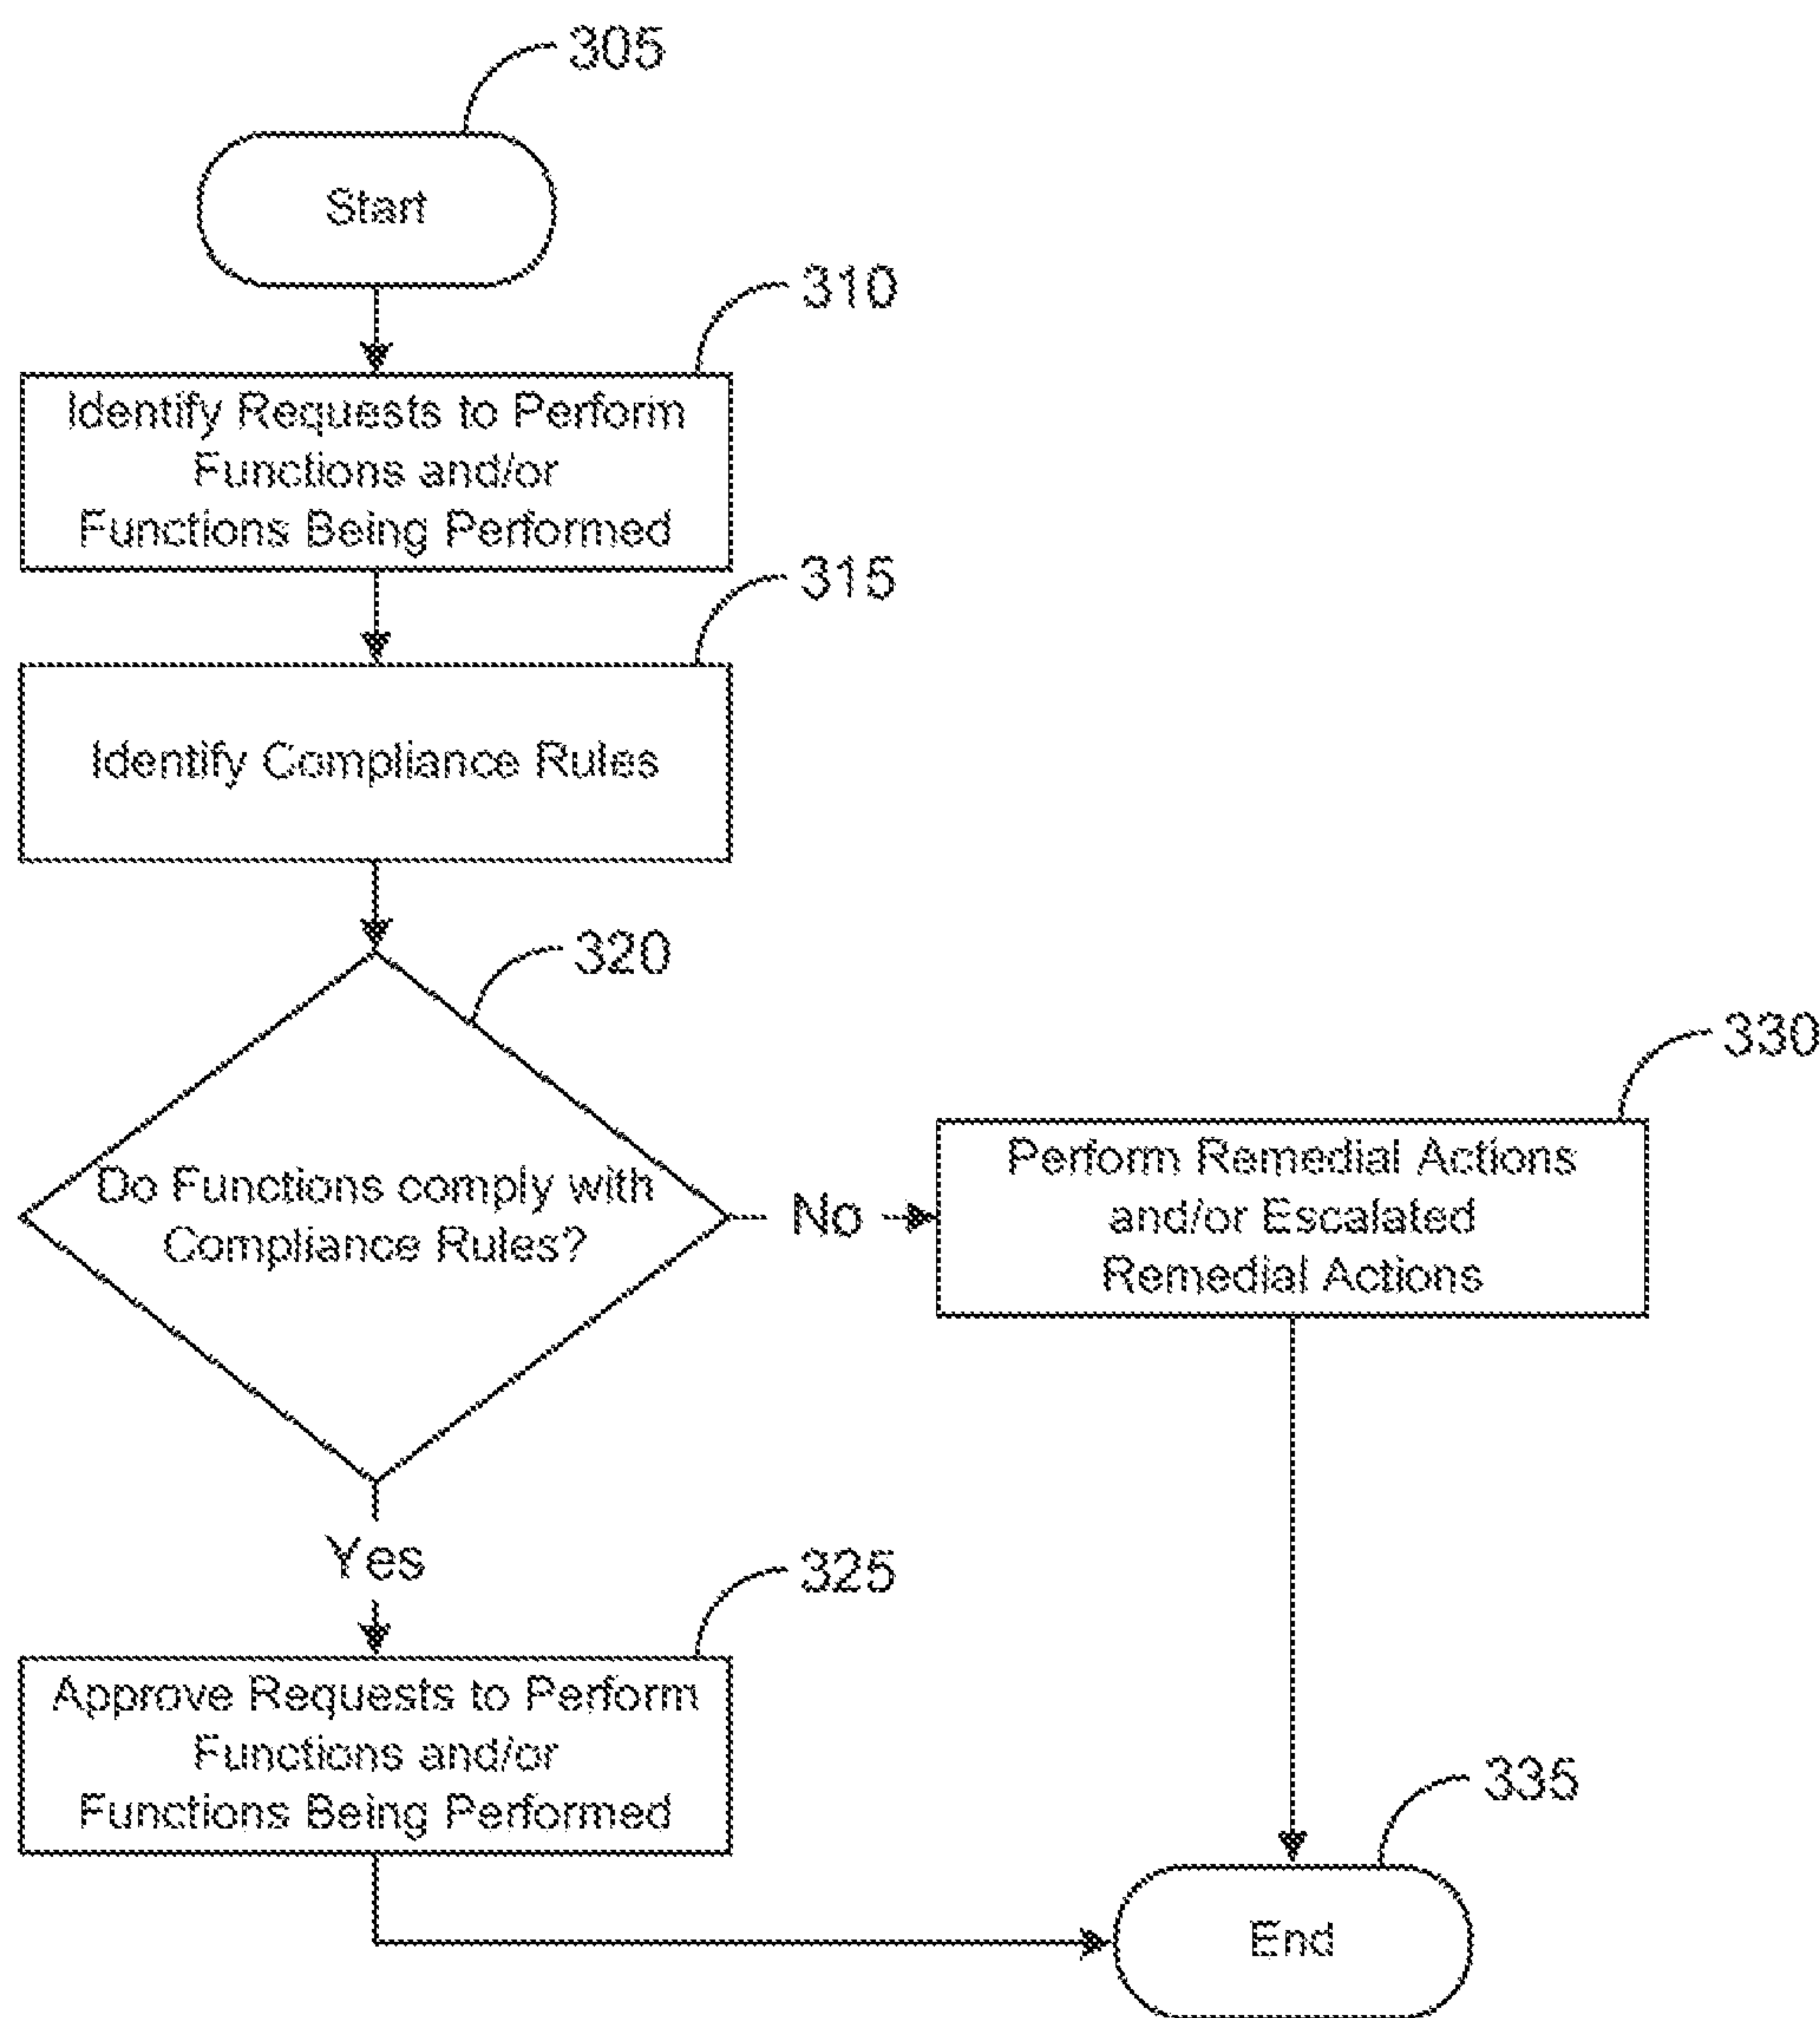 305
Start
310
Identify Requests to Perform
Functions and/or
Functions Being Performed
315
Identify Compliance Rules
320
Do Functions comply with
Compliance Rules?
No
330
Perform Remedial Actions
and/or Escalated
Remedial Actions
Yes
325
Approve Requests to Perform
Functions and/or
Functions Being Performed
335
End